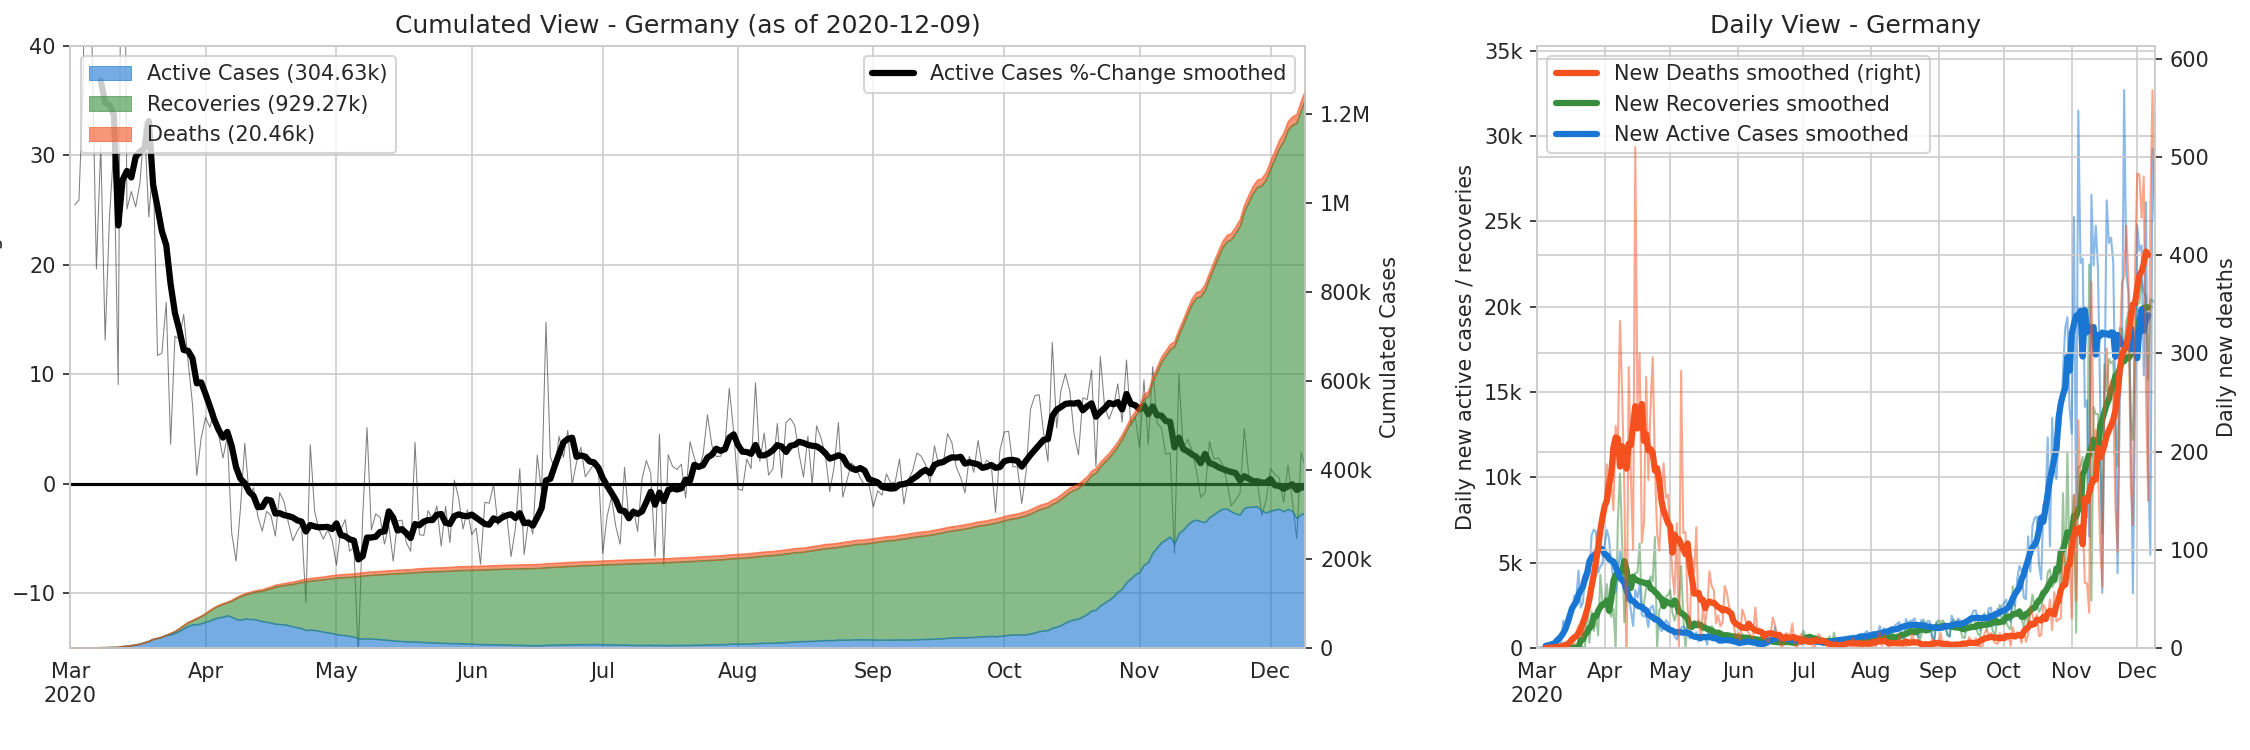 Cumulated View - Germany (as of 2020-12-09)
Active Cases (304.63k)
Recoveries (929.27k)
Deaths (20.46k)
Active Cases %-Change smoothed
40
30
20
10
0
−10
1.2M
1M
800k
600k
400k
200k
0
Cumulated Cases
Mar
2020
Apr
May
Jun
Jul
Aug
Sep
Oct
Nov
Dec
Daily View - Germany
New Deaths smoothed (right)
New Recoveries smoothed
New Active Cases smoothed
Daily new active cases / recoveries
35k
30k
25k
20k
15k
10k
5k
0
600
500
400
300
200
100
0
Daily new deaths
Mar
2020
Apr
May
Jun
Jul
Aug
Sep
Oct
Nov
Dec